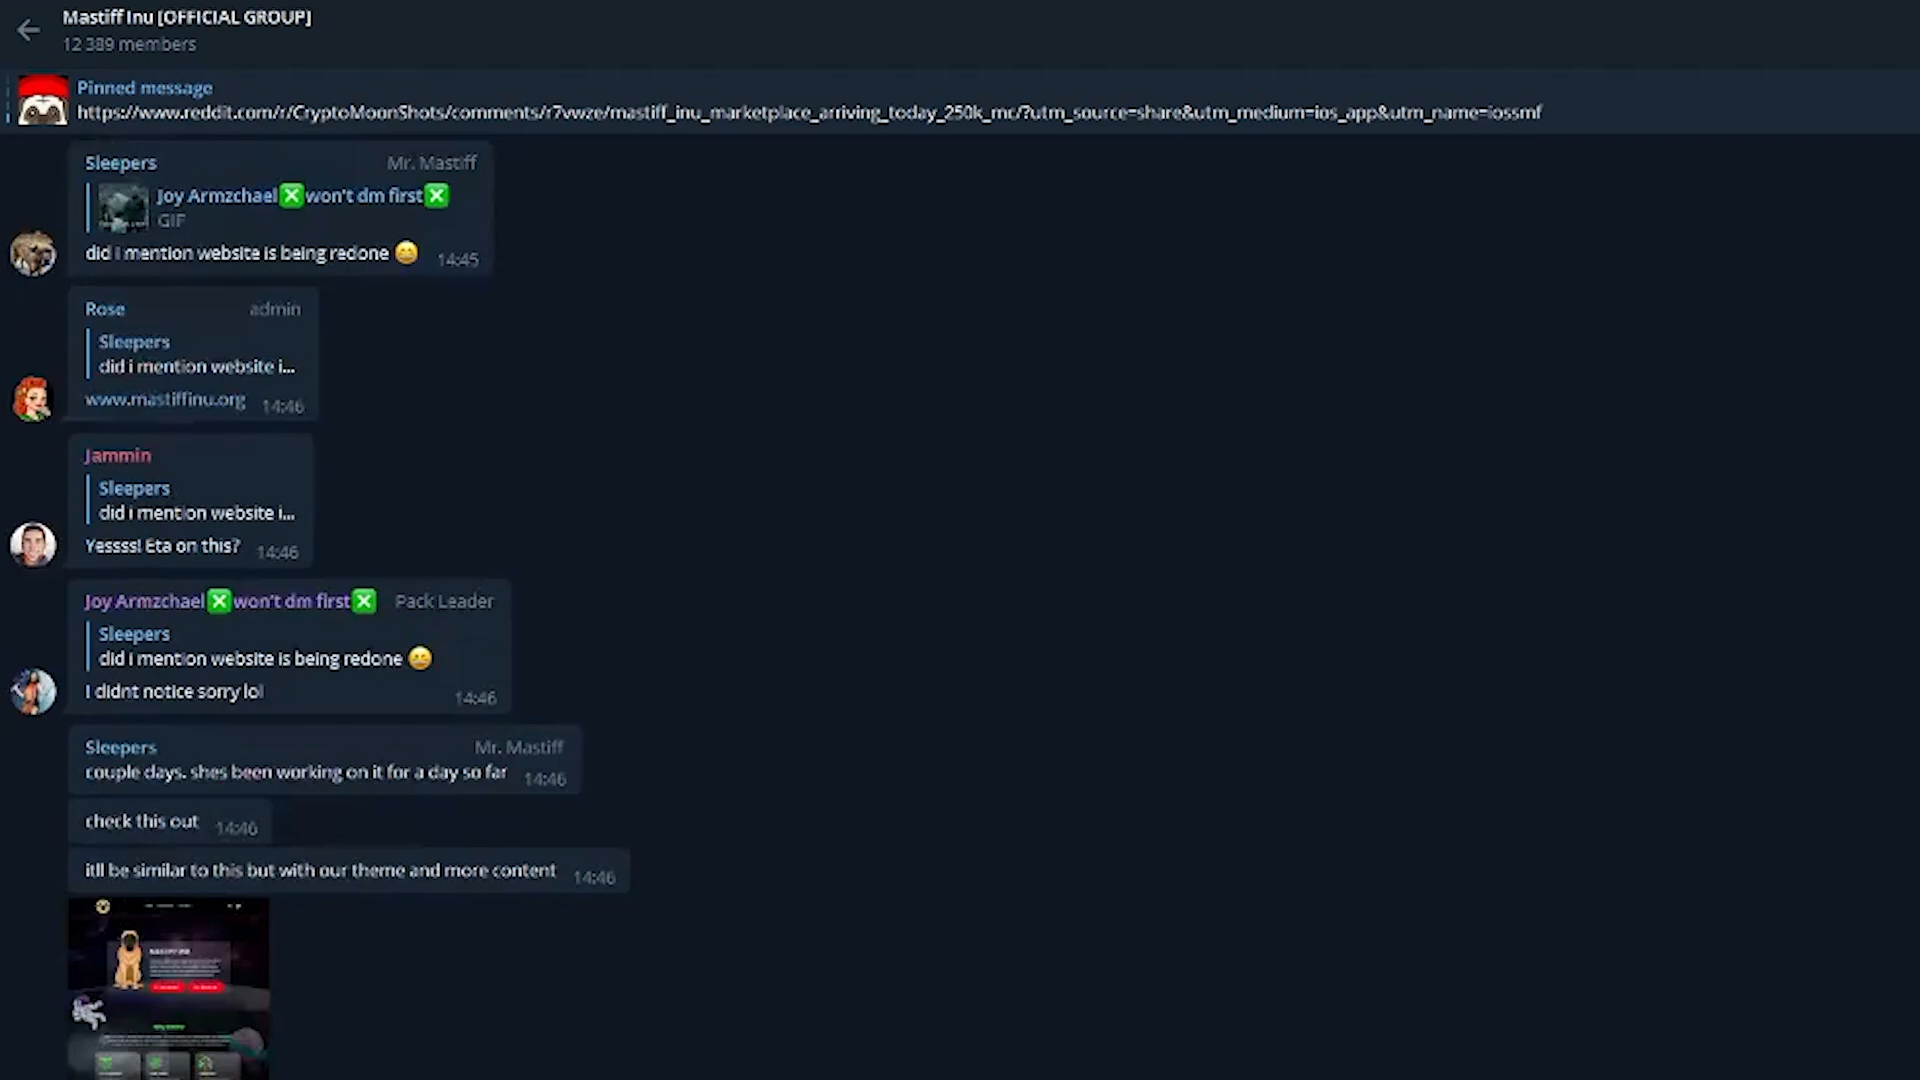 Mastiff Inu [OFFICIAL GROUP]
12 389 members
Pinned message
https://www.reddit.com/r/CryptoMoonShots/comments/r7vwze/mastiff_inu_marketplace_arriving_today_250k_mc/?utm_source=share&utm_medium=ios_app&utm_name=iossmf
Sleepers Mr. Mastiff
Joy Armzchael❎won't dm first❎
GIF
did i mention website is being redone 😄 14:45
Rose admin
Sleepers
did i mention website i...
www.mastiffinu.org 14:46
Jammin
Sleepers
did i mention website i...
Yessss! Eta on this? 14:46
Joy Armzchael❎won't dm first❎ Pack Leader
Sleepers
did i mention website is being redone 😄
I didnt notice sorry lol 14:46
Sleepers Mr. Mastiff
couple days. shes been working on it for a day so far 14:46
check this out 14:46
itll be similar to this but with our theme and more content 14:46